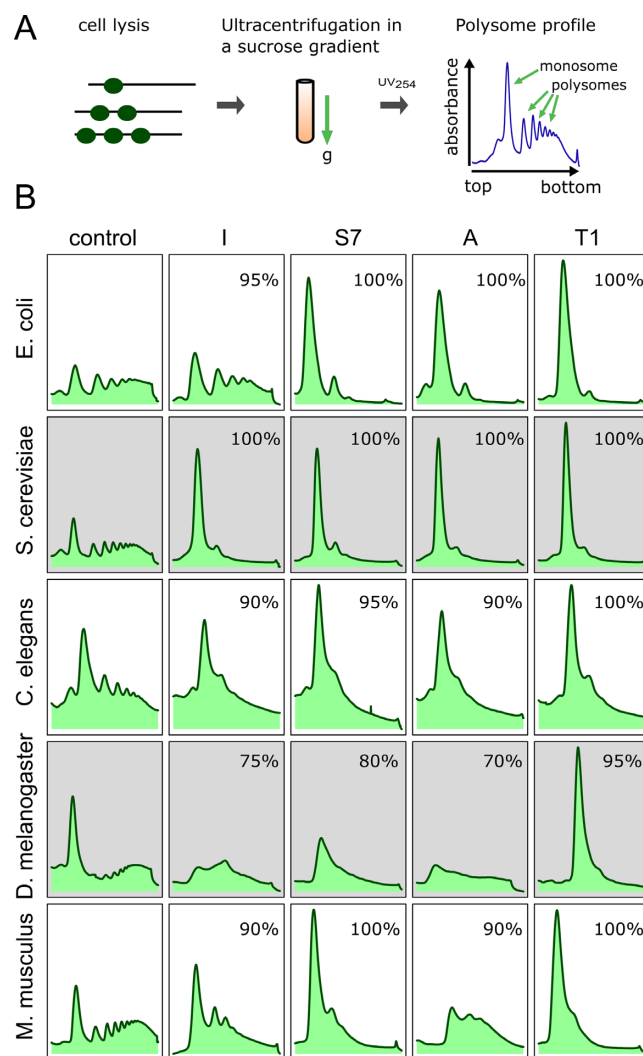 A
cell lysis
Ultracentrifugation in
a sucrose gradient
Polysome profile
g
UV254
absorbance
monosome
polysomes
top
bottom
B
control
I
S7
A
T1
E. coli
95%
100%
100%
100%
S. cerevisiae
100%
100%
100%
100%
C. elegans
90%
95%
90%
100%
D. melanogaster
75%
80%
70%
95%
M. musculus
90%
100%
90%
100%